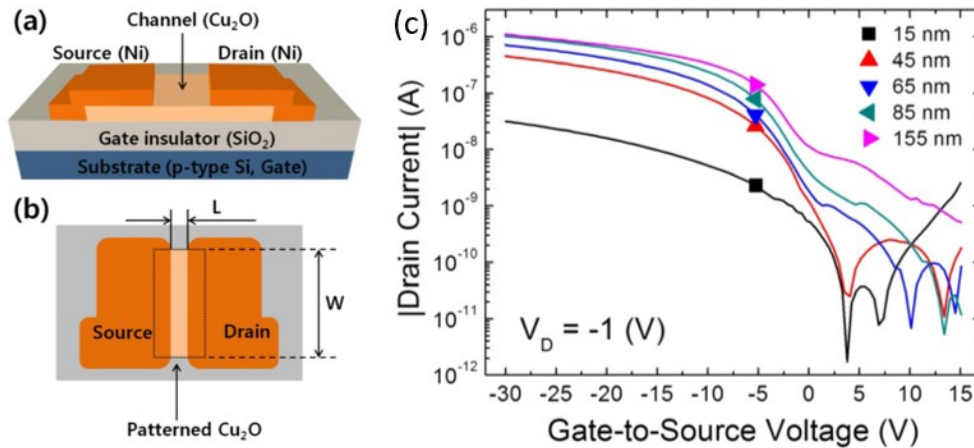 (a)
Channel (Cu₂O)
Source (Ni)
Drain (Ni)
Gate insulator (SiO₂)
Substrate (p-type Si, Gate)
(b)
L
W
Source
Drain
Patterned Cu₂O
(c)
|Drain Current| (A)
10⁻⁶
10⁻⁷
10⁻⁸
10⁻⁹
10⁻¹⁰
10⁻¹¹
10⁻¹²
15 nm
45 nm
65 nm
85 nm
155 nm
V_D = -1 (V)
-30 -25 -20 -15 -10 -5 0 5 10 15
Gate-to-Source Voltage (V)